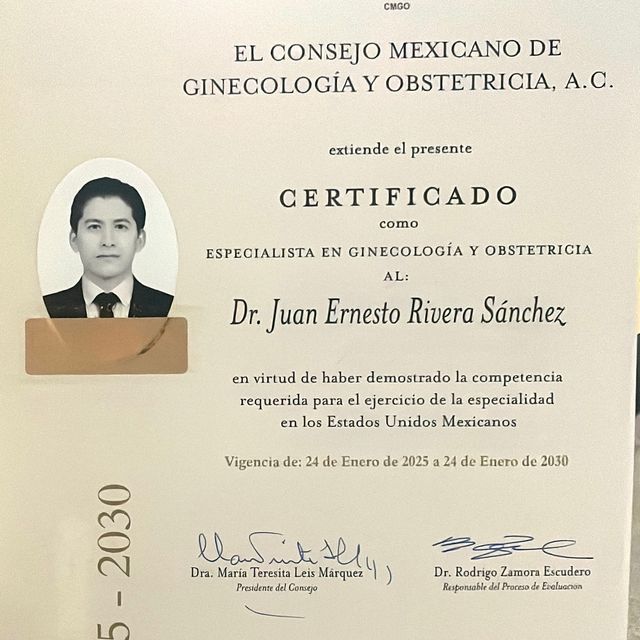 CMGO
EL CONSEJO MEXICANO DE
GINECOLOGÍA Y OBSTETRICIA, A.C.
extiende el presente
CERTIFICADO
como
ESPECIALISTA EN GINECOLOGÍA Y OBSTETRICIA
AL:
Dr. Juan Ernesto Rivera Sánchez
en virtud de haber demostrado la competencia
requerida para el ejercicio de la especialidad
en los Estados Unidos Mexicanos
Vigencia de: 24 de Enero de 2025 a 24 de Enero de 2030
5 - 2030
Dra. María Teresita Leis Márquez
Presidente del Consejo
Dr. Rodrigo Zamora Escudero
Responsable del Proceso de Evaluación